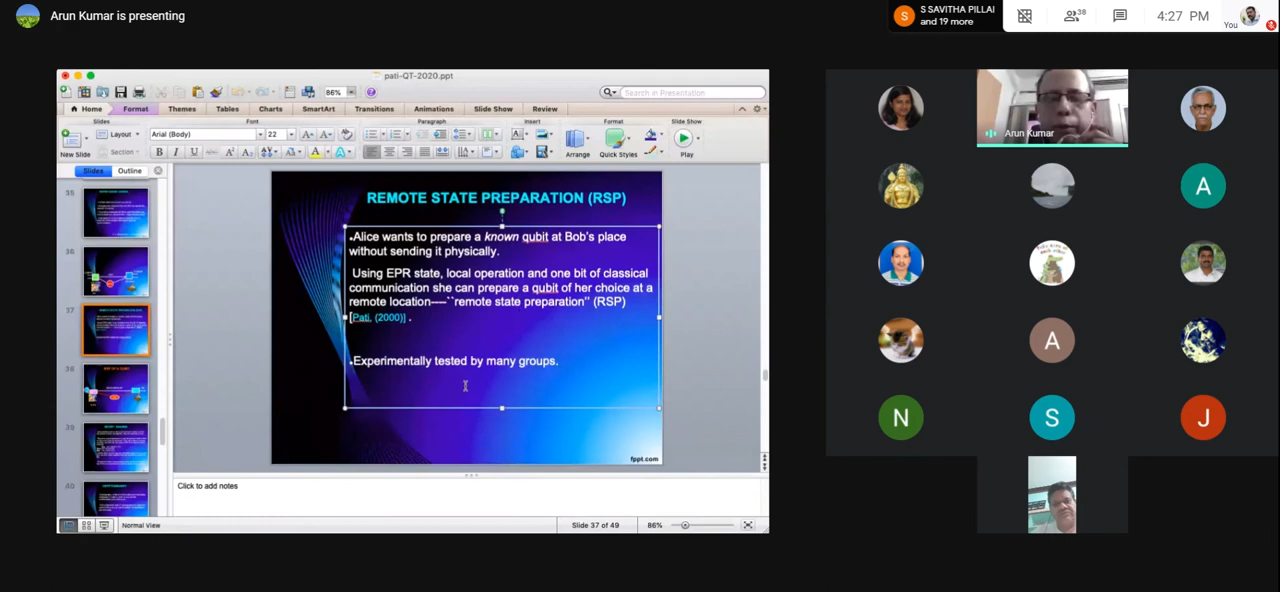 Arun Kumar is presenting
S SAVITHA PILLAI
and 19 more
38
4:27 PM
You
pati-QT-2020.ppt
86%
Search in Presentation
Home Format Themes Tables Charts SmartArt Transitions Animations Slide Show Review
Slides Font Paragraph Insert Format Slide Show
New Slide Layout Section
Arial (Body) 22
B I U
Arrange Quick Styles Play
Slides Outline
35
36
37
38
39
40
REMOTE STATE PREPARATION (RSP)
•Alice wants to prepare a known qubit at Bob's place
without sending it physically.
Using EPR state, local operation and one bit of classical
communication she can prepare a qubit of her choice at a
remote location----``remote state preparation'' (RSP)
[Pati, (2000)] .
•Experimentally tested by many groups.
fppt.com
Click to add notes
Normal View
Slide 37 of 49
86%
Arun Kumar
A
A
N
S
J